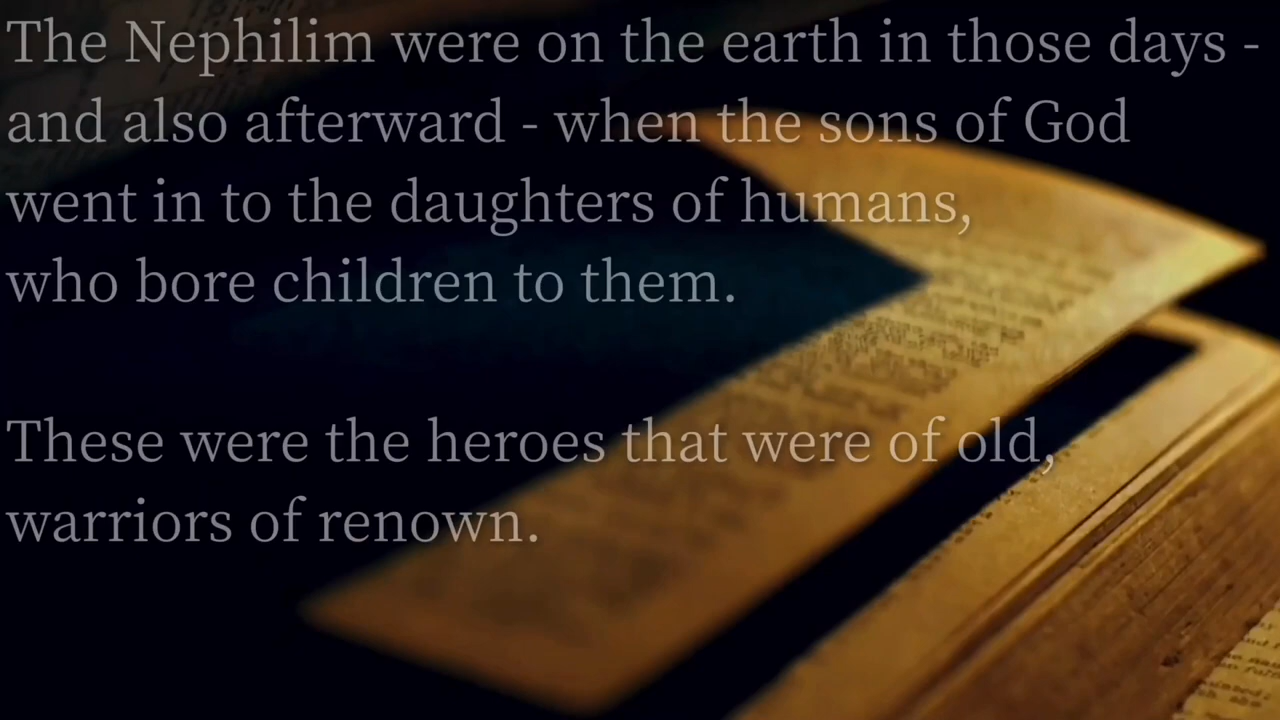 The Nephilim were on the earth in those days -
and also afterward - when the sons of God
went in to the daughters of humans,
who bore children to them.
These were the heroes that were of old,
warriors of renown.